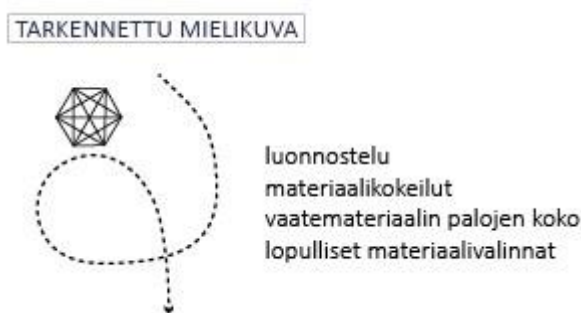 TARKENNETTU MIELIKUVA
luonnostelu
materiaalikokeilut
vaatemateriaalin palojen koko
lopulliset materiaalivalinnat